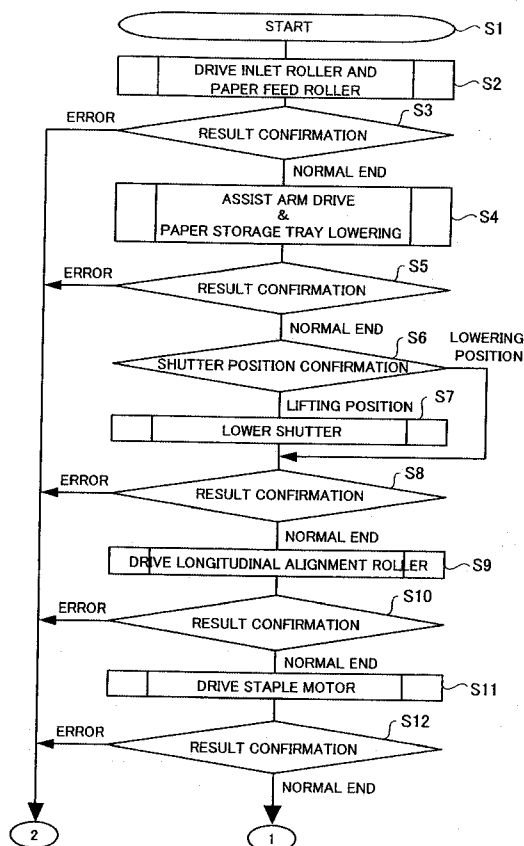 START
S1
DRIVE INLET ROLLER AND
PAPER FEED ROLLER
S2
ERROR
S3
RESULT CONFIRMATION
NORMAL END
ASSIST ARM DRIVE
&
PAPER STORAGE TRAY LOWERING
S4
ERROR
S5
RESULT CONFIRMATION
NORMAL END
S6
LOWERING
POSITION
SHUTTER POSITION CONFIRMATION
LIFTING POSITION
S7
LOWER SHUTTER
S8
ERROR
RESULT CONFIRMATION
NORMAL END
DRIVE LONGITUDINAL ALIGNMENT ROLLER
S9
ERROR
S10
RESULT CONFIRMATION
NORMAL END
DRIVE STAPLE MOTOR
S11
ERROR
S12
RESULT CONFIRMATION
NORMAL END
2
1